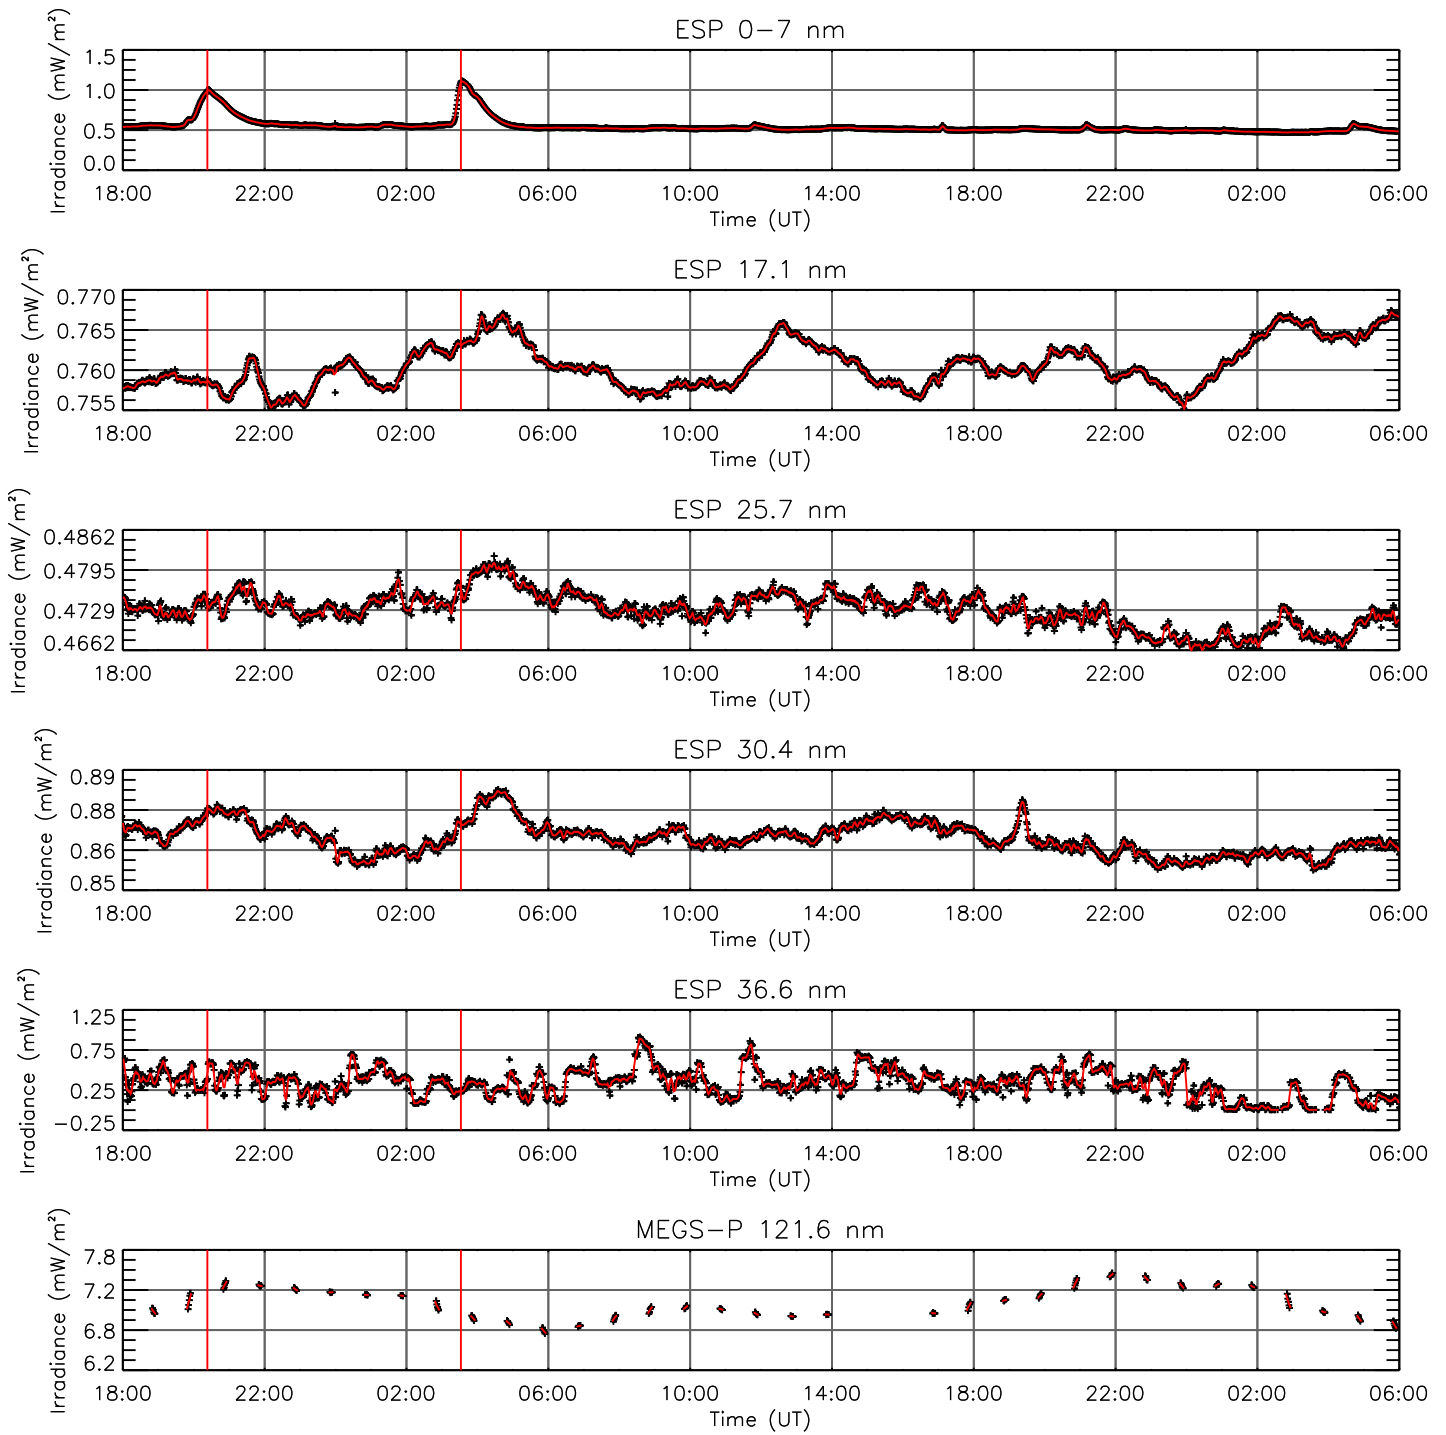 ESP 0−7 nm
Irradiance (mW/m²)
1.5
1.0
0.5
0.0
18:00 22:00 02:00 06:00 10:00 14:00 18:00 22:00 02:00 06:00
Time (UT)
ESP 17.1 nm
Irradiance (mW/m²)
0.770
0.765
0.760
0.755
18:00 22:00 02:00 06:00 10:00 14:00 18:00 22:00 02:00 06:00
Time (UT)
ESP 25.7 nm
Irradiance (mW/m²)
0.4862
0.4795
0.4729
0.4662
18:00 22:00 02:00 06:00 10:00 14:00 18:00 22:00 02:00 06:00
Time (UT)
ESP 30.4 nm
Irradiance (mW/m²)
0.89
0.88
0.86
0.85
18:00 22:00 02:00 06:00 10:00 14:00 18:00 22:00 02:00 06:00
Time (UT)
ESP 36.6 nm
Irradiance (mW/m²)
1.25
0.75
0.25
−0.25
18:00 22:00 02:00 06:00 10:00 14:00 18:00 22:00 02:00 06:00
Time (UT)
MEGS−P 121.6 nm
Irradiance (mW/m²)
7.8
7.2
6.8
6.2
18:00 22:00 02:00 06:00 10:00 14:00 18:00 22:00 02:00 06:00
Time (UT)